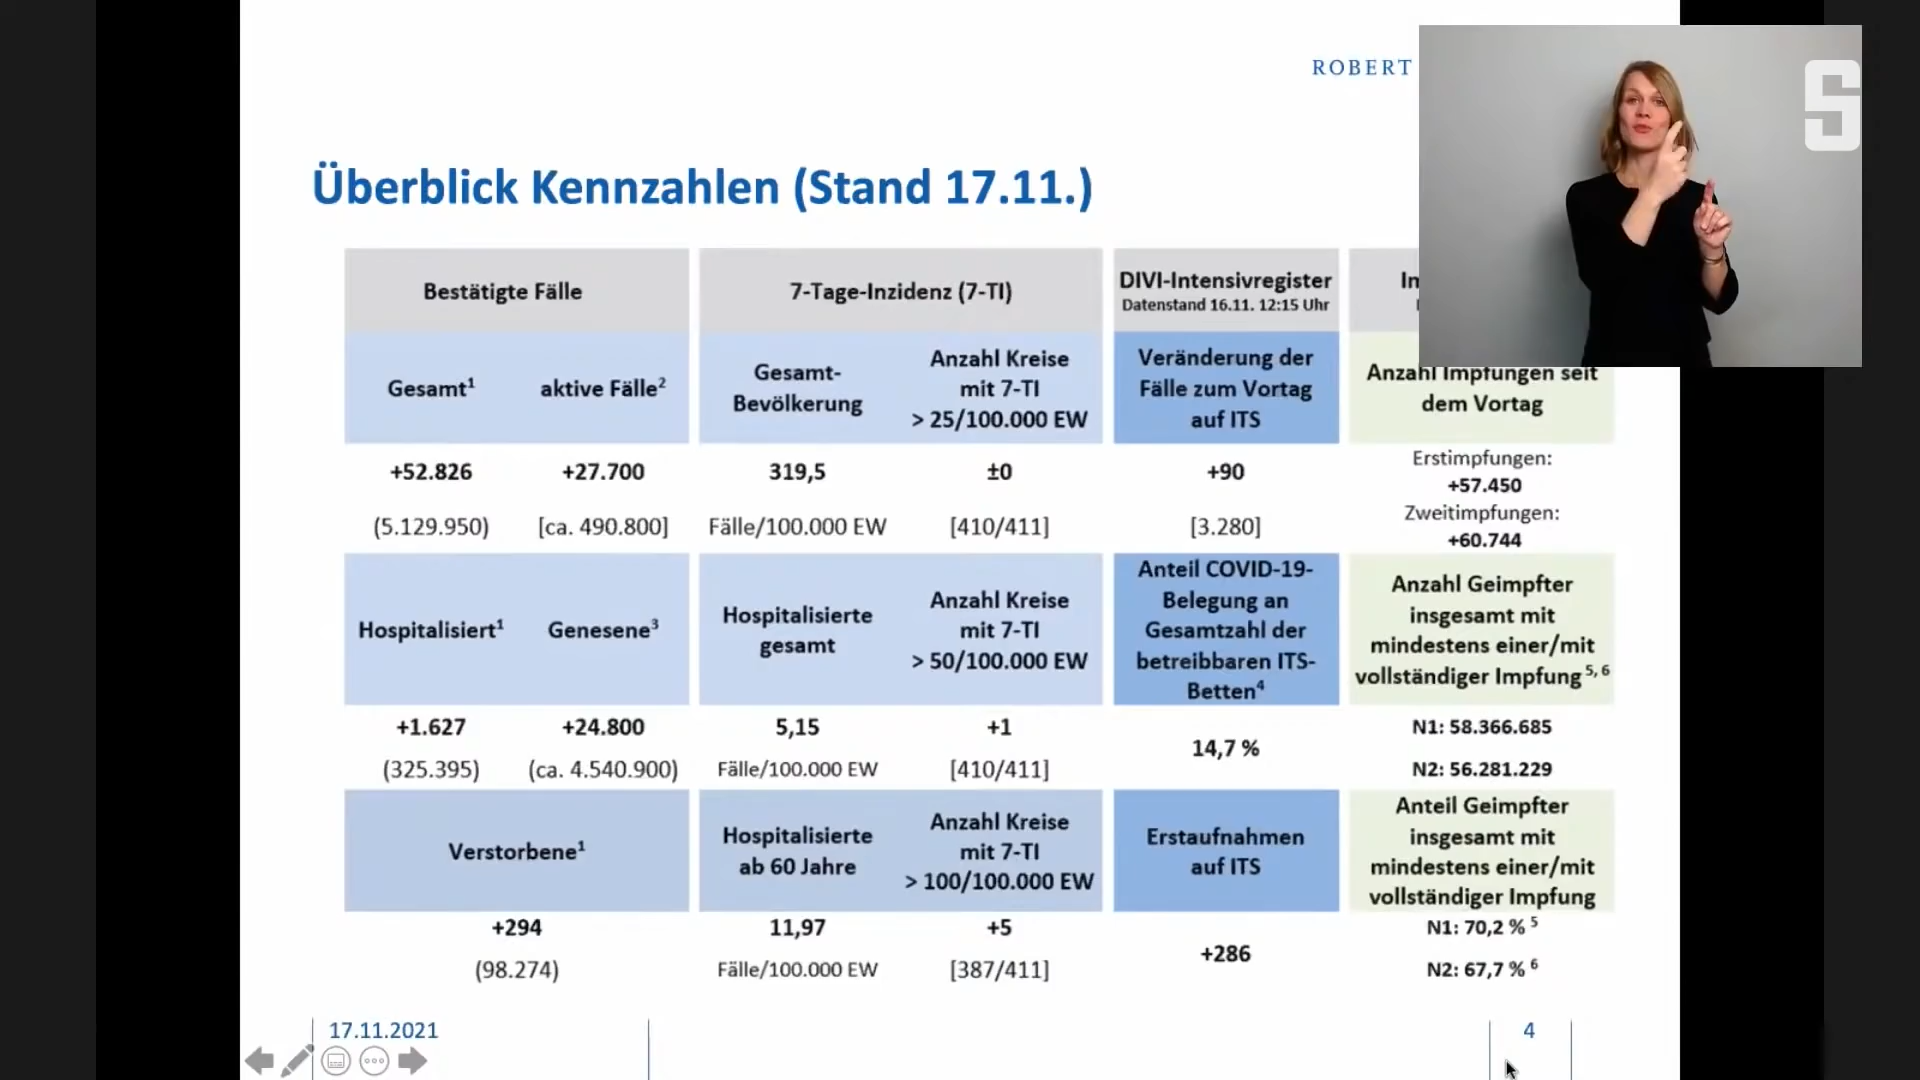 ROBERT
S
Überblick Kennzahlen (Stand 17.11.)
Bestätigte Fälle
7-Tage-Inzidenz (7-TI)
DIVI-Intensivregister
Datenstand 16.11. 12:15 Uhr
Gesamt¹
aktive Fälle²
Gesamt-
Bevölkerung
Anzahl Kreise
mit 7-TI
> 25/100.000 EW
Veränderung der
Fälle zum Vortag
auf ITS
Anzahl Impfungen seit
dem Vortag
+52.826
(5.129.950)
+27.700
[ca. 490.800]
319,5
Fälle/100.000 EW
±0
[410/411]
+90
[3.280]
Erstimpfungen:
+57.450
Zweitimpfungen:
+60.744
Hospitalisiert¹
Genesene³
Hospitalisierte
gesamt
Anzahl Kreise
mit 7-TI
> 50/100.000 EW
Anteil COVID-19-
Belegung an
Gesamtzahl der
betreibbaren ITS-
Betten⁴
Anzahl Geimpfter
insgesamt mit
mindestens einer/mit
vollständiger Impfung ⁵, ⁶
+1.627
(325.395)
+24.800
(ca. 4.540.900)
5,15
Fälle/100.000 EW
+1
[410/411]
14,7 %
N1: 58.366.685
N2: 56.281.229
Verstorbene¹
Hospitalisierte
ab 60 Jahre
Anzahl Kreise
mit 7-TI
> 100/100.000 EW
Erstaufnahmen
auf ITS
Anteil Geimpfter
insgesamt mit
mindestens einer/mit
vollständiger Impfung
+294
(98.274)
11,97
Fälle/100.000 EW
+5
[387/411]
+286
N1: 70,2 % ⁵
N2: 67,7 % ⁶
17.11.2021
4